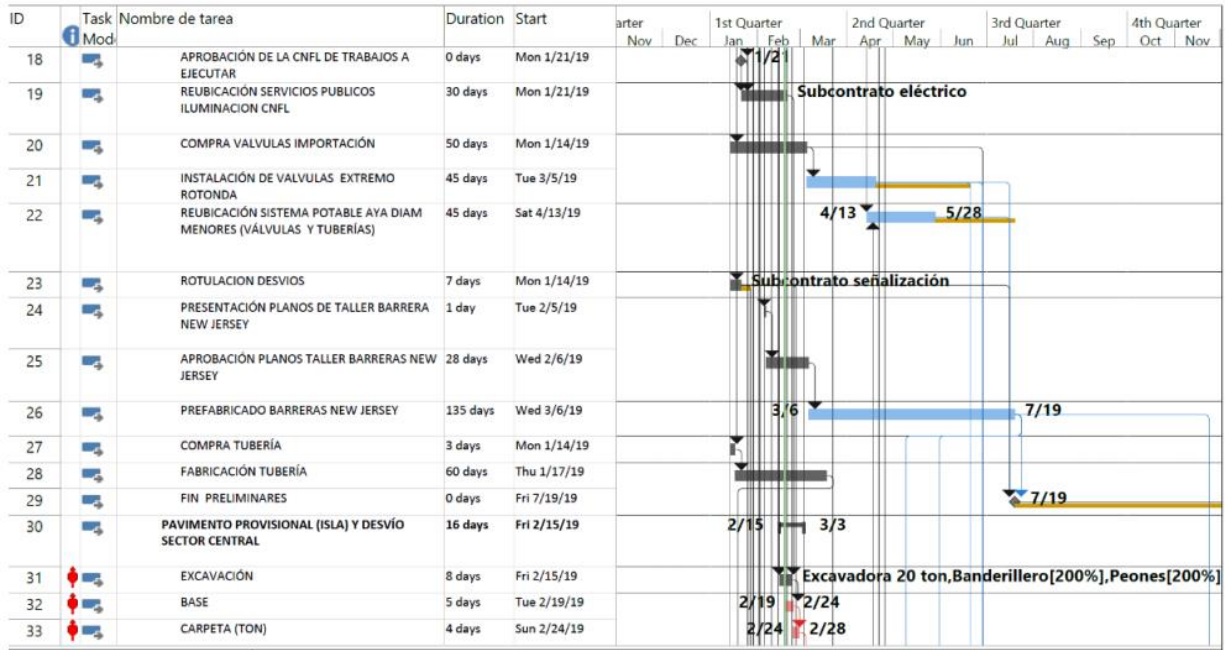 ID Task Nombre de tarea Duration Start arter 1st Quarter 2nd Quarter 3rd Quarter 4th Quarter
Mode Nov Dec Jan Feb Mar Apr May Jun Jul Aug Sep Oct Nov
18 APROBACIÓN DE LA CNFL DE TRABAJOS A 0 days Mon 1/21/19 1/21
EJECUTAR
19 REUBICACIÓN SERVICIOS PUBLICOS 30 days Mon 1/21/19 Subcontrato eléctrico
ILUMINACION CNFL
20 COMPRA VALVULAS IMPORTACIÓN 50 days Mon 1/14/19
21 INSTALACIÓN DE VALVULAS EXTREMO 45 days Tue 3/5/19
ROTONDA
22 REUBICACIÓN SISTEMA POTABLE AYA DIAM 45 days Sat 4/13/19 4/13 5/28
MENORES (VÁLVULAS Y TUBERÍAS)
23 ROTULACION DESVIOS 7 days Mon 1/14/19 Subcontrato señalización
24 PRESENTACIÓN PLANOS DE TALLER BARRERA 1 day Tue 2/5/19
NEW JERSEY
25 APROBACIÓN PLANOS TALLER BARRERAS NEW 28 days Wed 2/6/19
JERSEY
26 PREFABRICADO BARRERAS NEW JERSEY 135 days Wed 3/6/19 3/6 7/19
27 COMPRA TUBERÍA 3 days Mon 1/14/19
28 FABRICACIÓN TUBERÍA 60 days Thu 1/17/19
29 FIN PRELIMINARES 0 days Fri 7/19/19 7/19
30 PAVIMENTO PROVISIONAL (ISLA) Y DESVÍO 16 days Fri 2/15/19 2/15 3/3
SECTOR CENTRAL
31 EXCAVACIÓN 8 days Fri 2/15/19 Excavadora 20 ton,Banderillero[200%],Peones[200%]
32 BASE 5 days Tue 2/19/19 2/19 2/24
33 CARPETA (TON) 4 days Sun 2/24/19 2/24 2/28